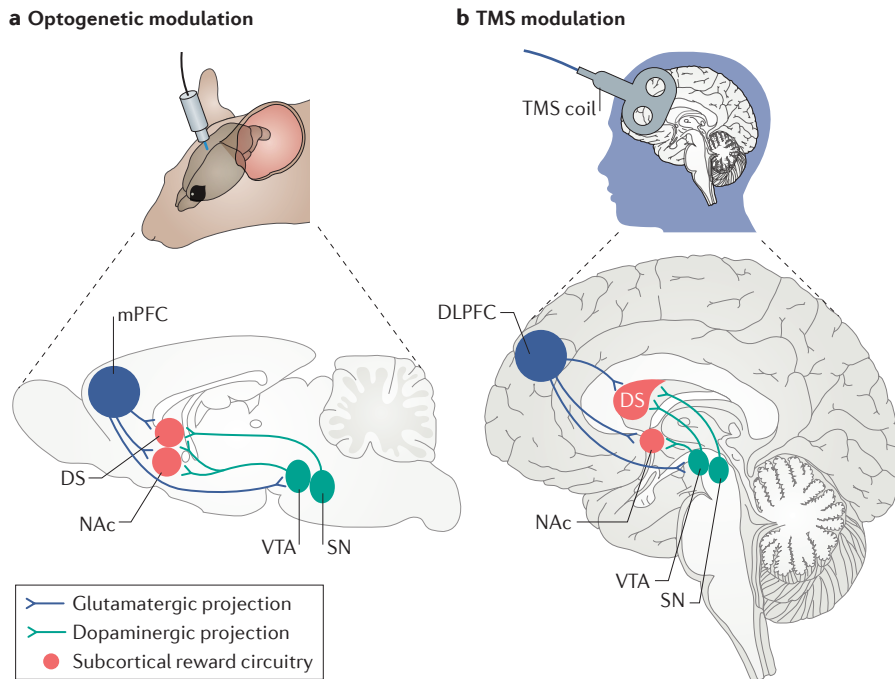 a Optogenetic modulation
mPFC
DS
NAc
VTA
SN
Glutamatergic projection
Dopaminergic projection
Subcortical reward circuitry
b TMS modulation
TMS coil
DLPFC
DS
NAc
VTA
SN